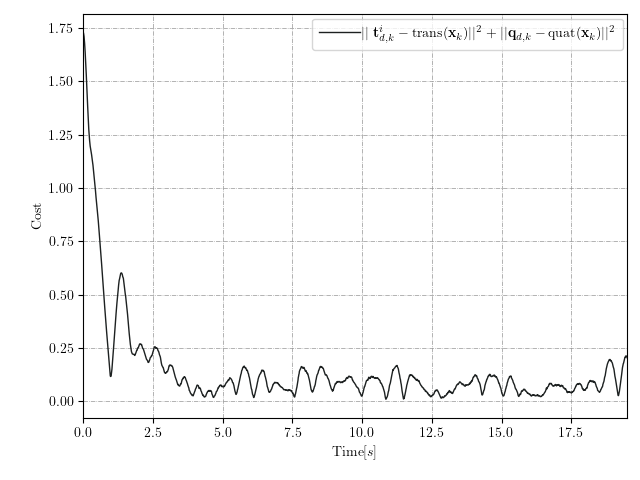 || t^i_{d,k} − trans(x_k)||^2 + ||q_{d,k} − quat(x_k)||^2
1.75
1.50
1.25
1.00
0.75
0.50
0.25
0.00
Cost
0.0 2.5 5.0 7.5 10.0 12.5 15.0 17.5
Time[s]